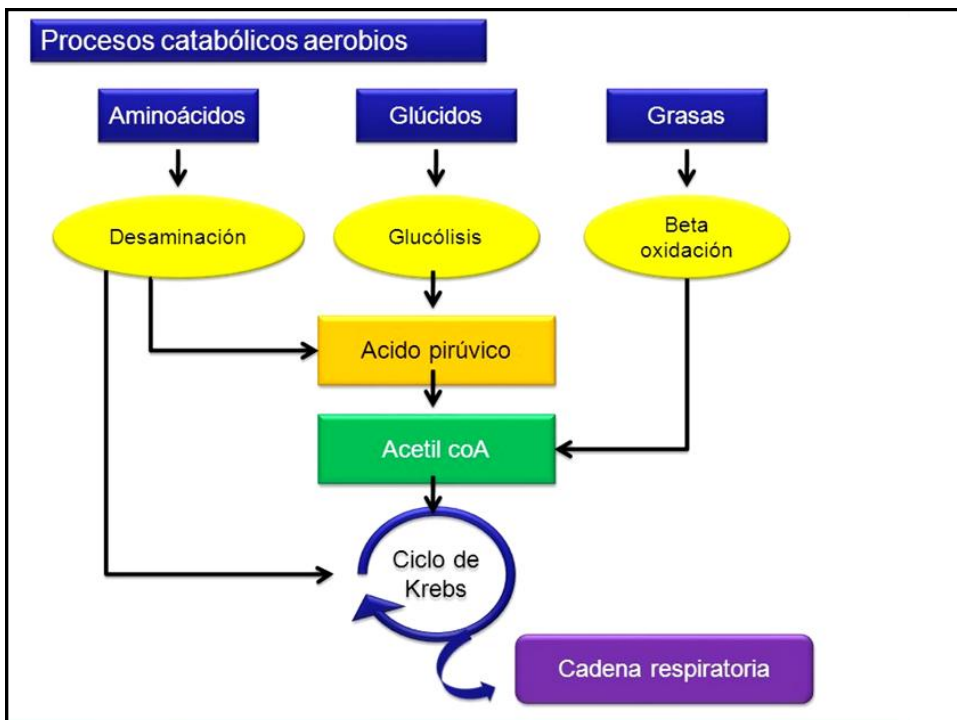 Procesos catabólicos aerobios
Aminoácidos
Glúcidos
Grasas
Desaminación
Glucólisis
Beta
oxidación
Acido pirúvico
Acetil coA
Ciclo de
Krebs
Cadena respiratoria